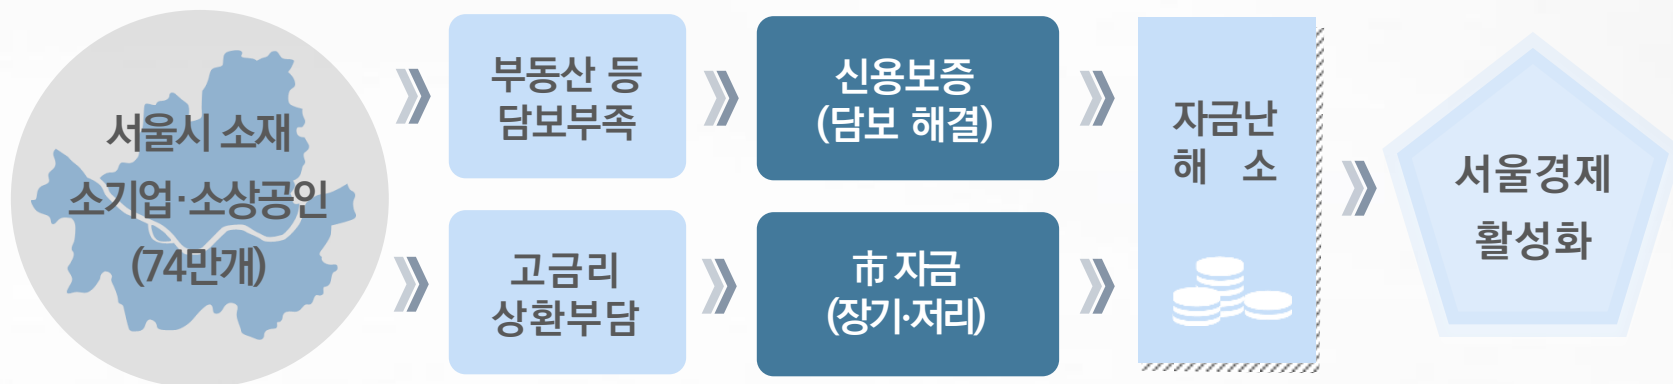 서울시 소재
소기업·소상공인
(74만개)
부동산 등
담보부족
신용보증
(담보 해결)
고금리
상환부담
市 자금
(장기·저리)
자금난
해 소
서울경제
활성화